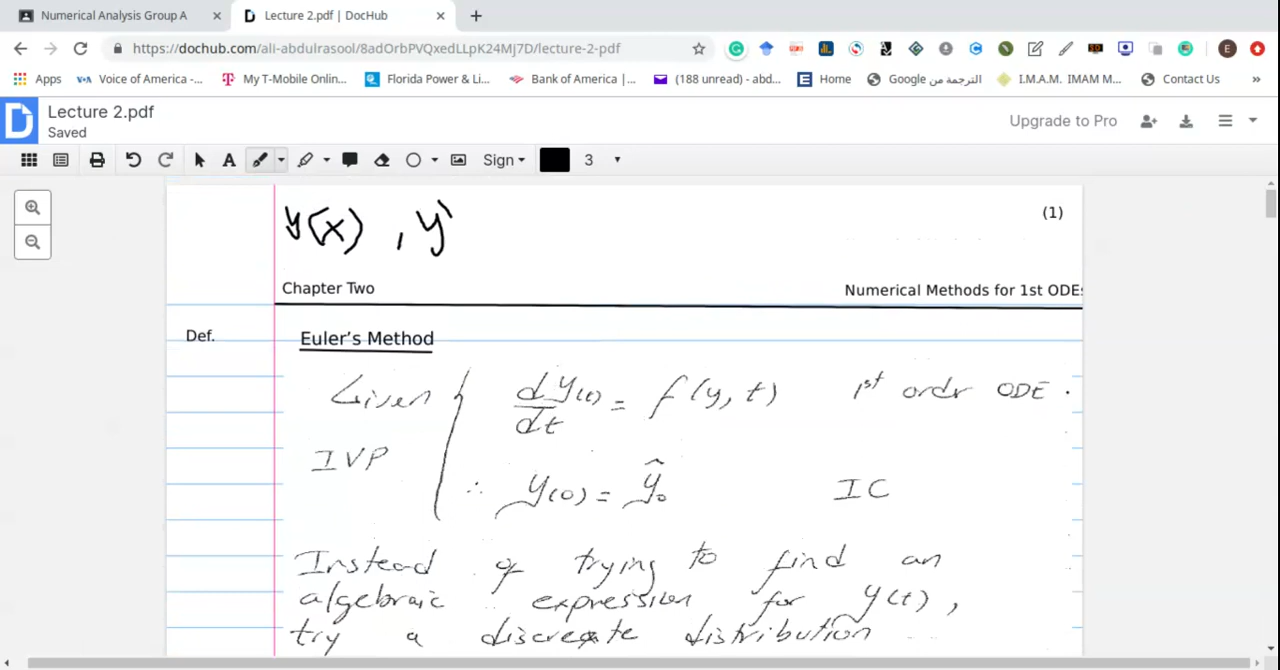 Numerical Analysis Group A
Lecture 2.pdf | DocHub
https://dochub.com/ali-abdulrasool/8adOrbPVQxedLLpK24Mj7D/lecture-2-pdf
E
Apps Voice of America -... My T-Mobile Onlin... Florida Power & Li... Bank of America |... (188 unread) - abd... Home Google الترجمة من I.M.A.M. IMAM M... Contact Us »
Lecture 2.pdf
Saved
Upgrade to Pro
A Sign 3
y(x) , y'
(1)
Chapter Two Numerical Methods for 1st ODEs
Def. Euler's Method
Given dy(t)/dt = f(y, t) 1st ordr ODE.
IVP
∴ y(0) = ŷ₀ IC
Instead of trying to find an
algebraic expression for y(t),
try a discreate distribution